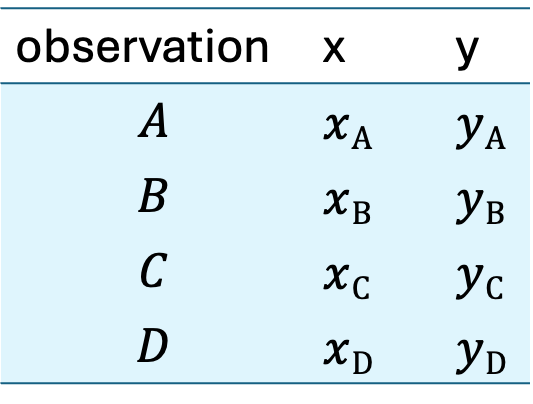 observation x y
A x_A y_A
B x_B y_B
C x_C y_C
D x_D y_D